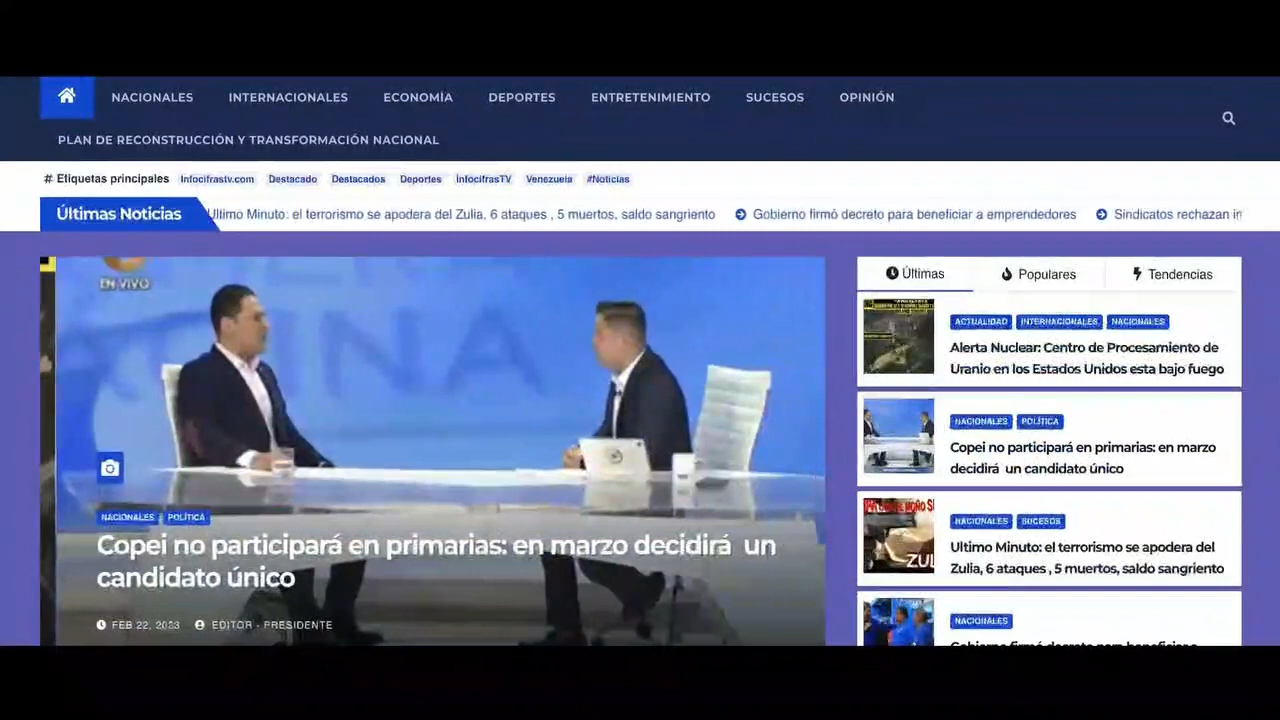 NACIONALES INTERNACIONALES ECONOMÍA DEPORTES ENTRETENIMIENTO SUCESOS OPINIÓN
PLAN DE RECONSTRUCCIÓN Y TRANSFORMACIÓN NACIONAL
# Etiquetas principales Infocifrastv.com Destacado Destacados Deportes InfocifrasTV Venezuela #Noticias
Últimas Noticias Ultimo Minuto: el terrorismo se apodera del Zulia, 6 ataques , 5 muertos, saldo sangriento Gobierno firmó decreto para beneficiar a emprendedores Sindicatos rechazan
EN VIVO
NACIONALES POLÍTICA
Copei no participará en primarias: en marzo decidirá un
candidato único
FEB 22, 2023 EDITOR - PRESIDENTE
Últimas Populares Tendencias
ACTUALIDAD INTERNACIONALES NACIONALES
Alerta Nuclear: Centro de Procesamiento de
Uranio en los Estados Unidos esta bajo fuego
NACIONALES POLÍTICA
Copei no participará en primarias: en marzo
decidirá un candidato único
NACIONALES SUCESOS
Ultimo Minuto: el terrorismo se apodera del
Zulia, 6 ataques , 5 muertos, saldo sangriento
NACIONALES
Gobierno firmó decreto para beneficiar a